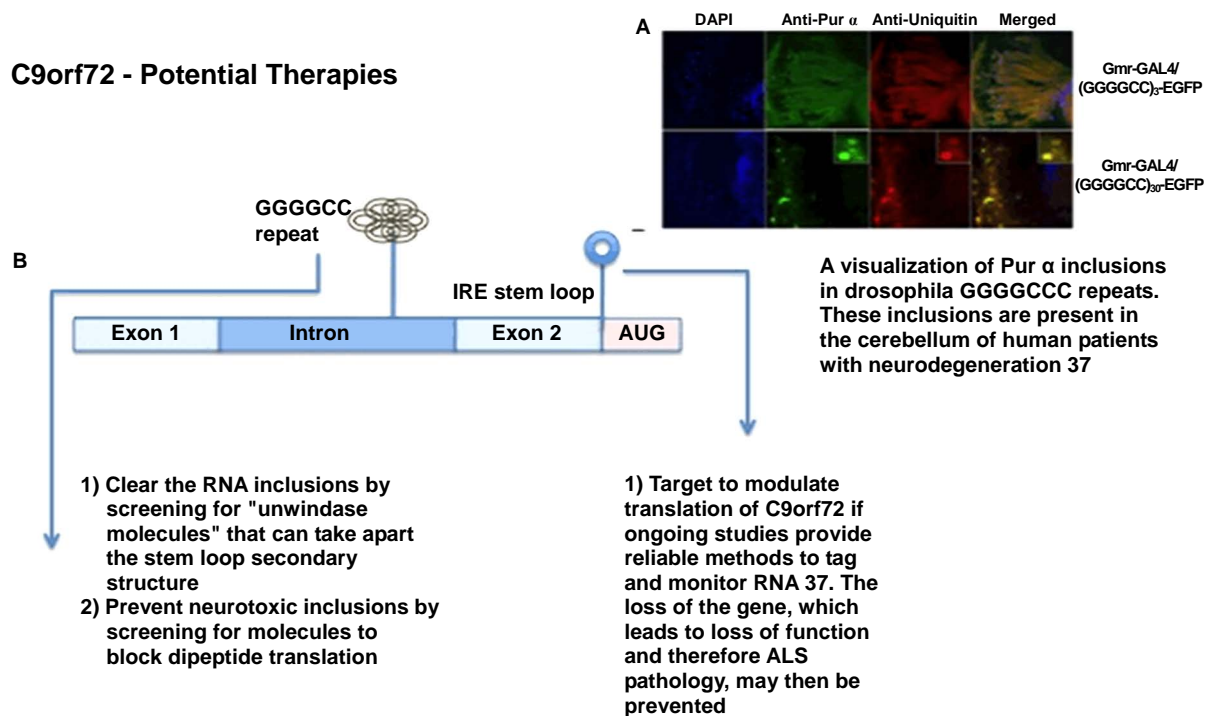 C9orf72 - Potential Therapies
A
DAPI
Anti-Pur α
Anti-Uniquitin
Merged
Gmr-GAL4/
(GGGGCC)₃-EGFP
Gmr-GAL4/
(GGGGCC)₃₀-EGFP
A visualization of Pur α inclusions
in drosophila GGGGCCC repeats.
These inclusions are present in
the cerebellum of human patients
with neurodegeneration 37
B
GGGGCC
repeat
IRE stem loop
Exon 1
Intron
Exon 2
AUG
1) Clear the RNA inclusions by
screening for "unwindase
molecules" that can take apart
the stem loop secondary
structure
2) Prevent neurotoxic inclusions by
screening for molecules to
block dipeptide translation
1) Target to modulate
translation of C9orf72 if
ongoing studies provide
reliable methods to tag
and monitor RNA 37. The
loss of the gene, which
leads to loss of function
and therefore ALS
pathology, may then be
prevented